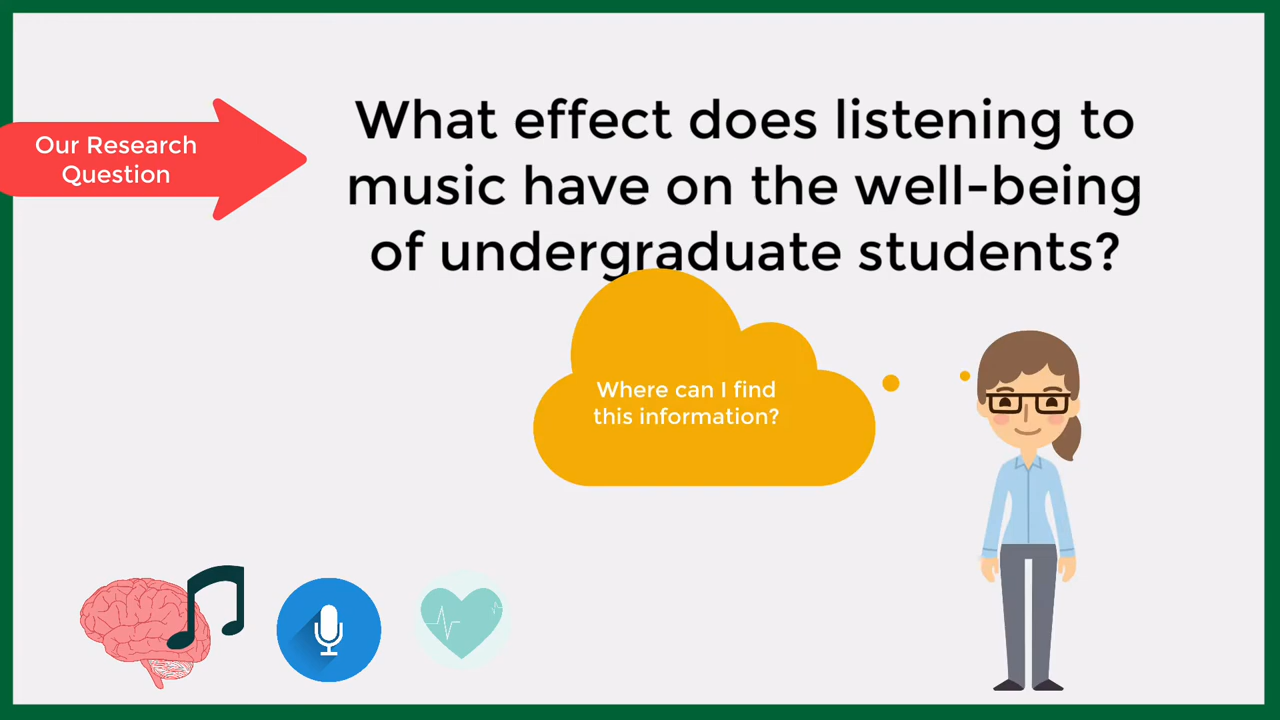 Our Research
Question
What effect does listening to
music have on the well-being
of undergraduate students?
Where can I find
this information?